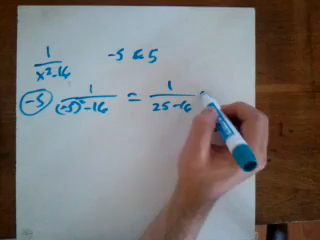 1/(x²-16) -5 & 5
-5 1/((-5)²-16) = 1/(25-16)